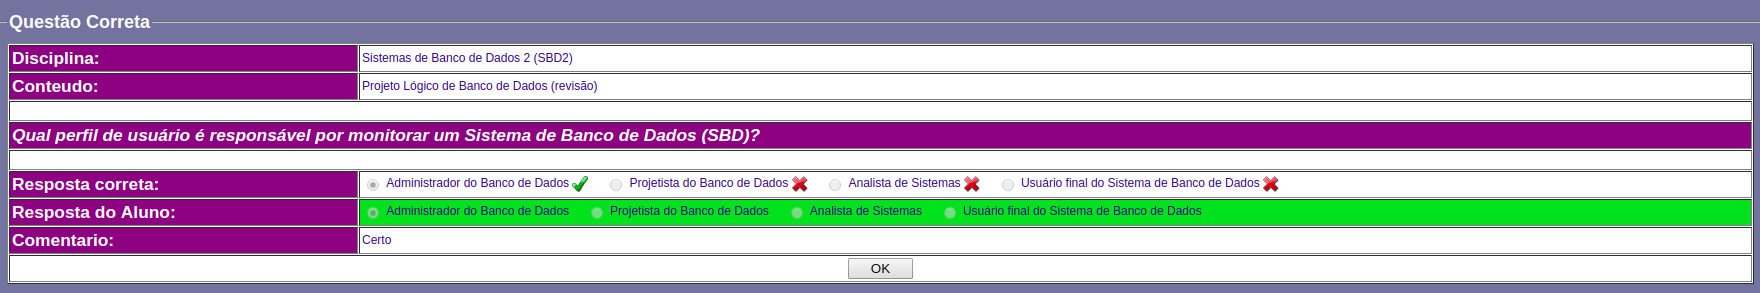 Questão Correta
Disciplina: Sistemas de Banco de Dados 2 (SBD2)
Conteudo: Projeto Lógico de Banco de Dados (revisão)
Qual perfil de usuário é responsável por monitorar um Sistema de Banco de Dados (SBD)?
Resposta correta: Administrador do Banco de Dados Projetista do Banco de Dados Analista de Sistemas Usuário final do Sistema de Banco de Dados
Resposta do Aluno: Administrador do Banco de Dados Projetista do Banco de Dados Analista de Sistemas Usuário final do Sistema de Banco de Dados
Comentario: Certo
OK